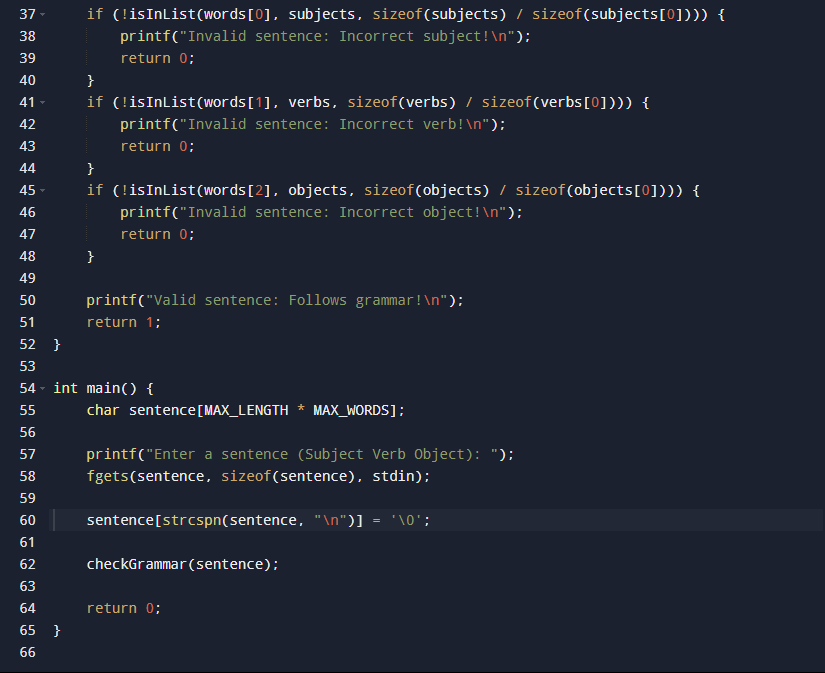 37     if (!isInList(words[0], subjects, sizeof(subjects) / sizeof(subjects[0]))) {
38         printf("Invalid sentence: Incorrect subject!\n");
39         return 0;
40     }
41     if (!isInList(words[1], verbs, sizeof(verbs) / sizeof(verbs[0]))) {
42         printf("Invalid sentence: Incorrect verb!\n");
43         return 0;
44     }
45     if (!isInList(words[2], objects, sizeof(objects) / sizeof(objects[0]))) {
46         printf("Invalid sentence: Incorrect object!\n");
47         return 0;
48     }
49
50     printf("Valid sentence: Follows grammar!\n");
51     return 1;
52 }
53
54 int main() {
55     char sentence[MAX_LENGTH * MAX_WORDS];
56
57     printf("Enter a sentence (Subject Verb Object): ");
58     fgets(sentence, sizeof(sentence), stdin);
59
60     sentence[strcspn(sentence, "\n")] = '\0';
61
62     checkGrammar(sentence);
63
64     return 0;
65 }
66